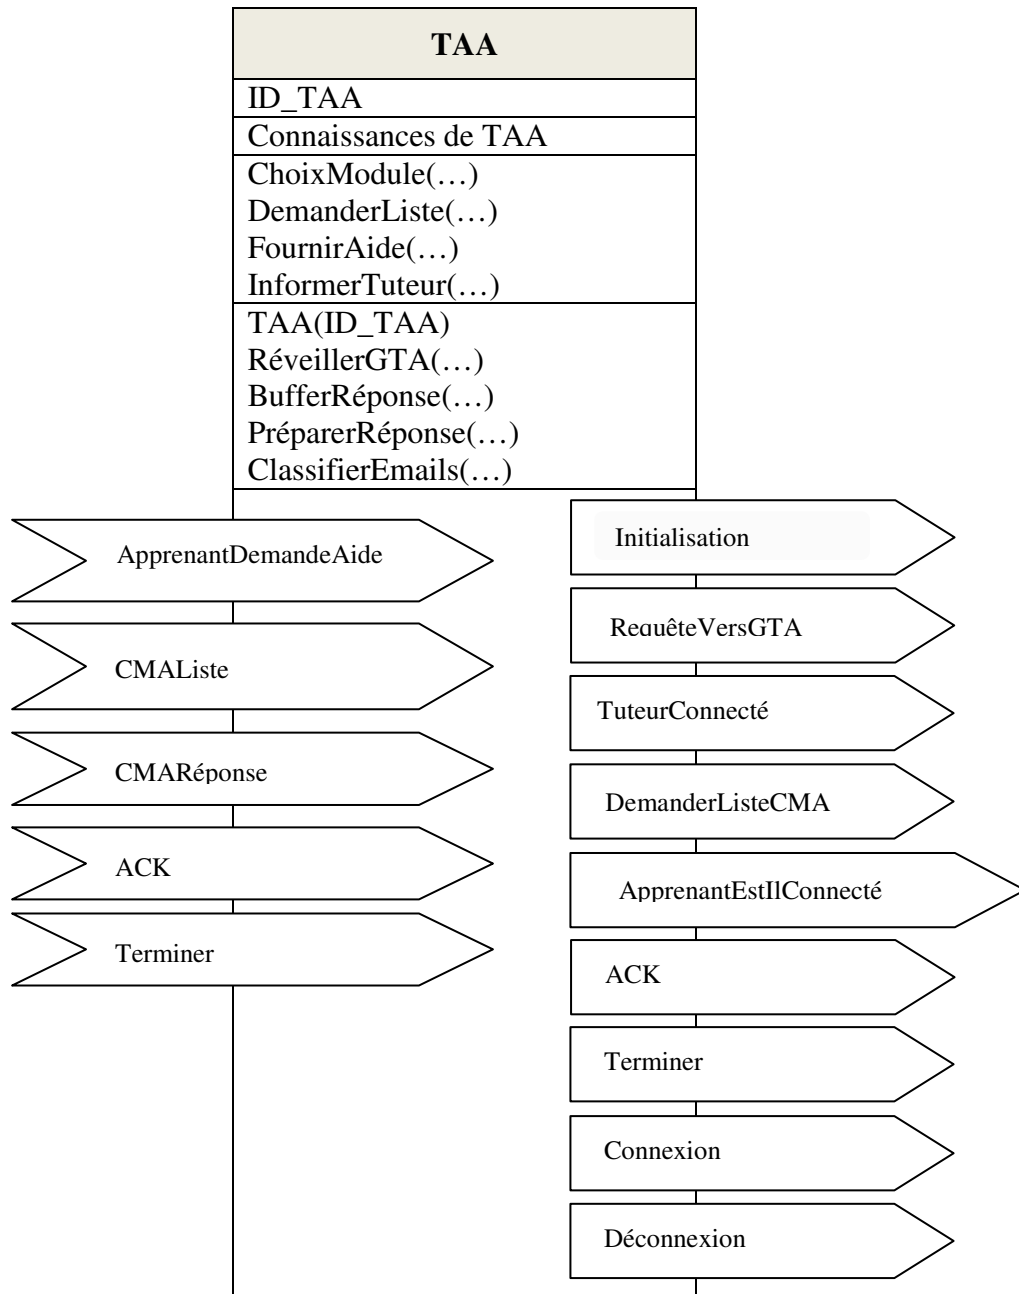 TAA
ID_TAA
Connaissances de TAA
ChoixModule(…)
DemanderListe(…)
FournirAide(…)
InformerTuteur(…)
TAA(ID_TAA)
RéveillerGTA(…)
BufferRéponse(…)
PréparerRéponse(…)
ClassifierEmails(…)
ApprenantDemandeAide
CMAListe
CMARéponse
ACK
Terminer
Initialisation
RequêteVersGTA
TuteurConnecté
DemanderListeCMA
ApprenantEstIlConnecté
ACK
Terminer
Connexion
Déconnexion